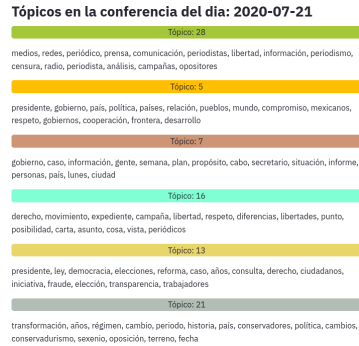 Tópicos en la conferencia del dia: 2020-07-21
Tópico: 28
medios, redes, periódico, prensa, comunicación, periodistas, libertad, información, periodismo,
censura, radio, periodista, análisis, campañas, opositores
Tópico: 5
presidente, gobierno, país, política, países, relación, pueblos, mundo, compromiso, mexicanos,
respeto, gobiernos, cooperación, frontera, desarrollo
Tópico: 7
gobierno, caso, información, gente, semana, plan, propósito, cabo, secretario, situación, informe,
personas, país, lunes, ciudad
Tópico: 16
derecho, movimiento, expediente, campaña, libertad, respeto, diferencias, libertades, punto,
posibilidad, carta, asunto, cosa, vista, periódicos
Tópico: 13
presidente, ley, democracia, elecciones, reforma, caso, años, consulta, derecho, ciudadanos,
iniciativa, fraude, elección, transparencia, trabajadores
Tópico: 21
transformación, años, régimen, cambio, periodo, historia, país, conservadores, política, cambios,
conservadurismo, sexenio, oposición, terreno, fecha